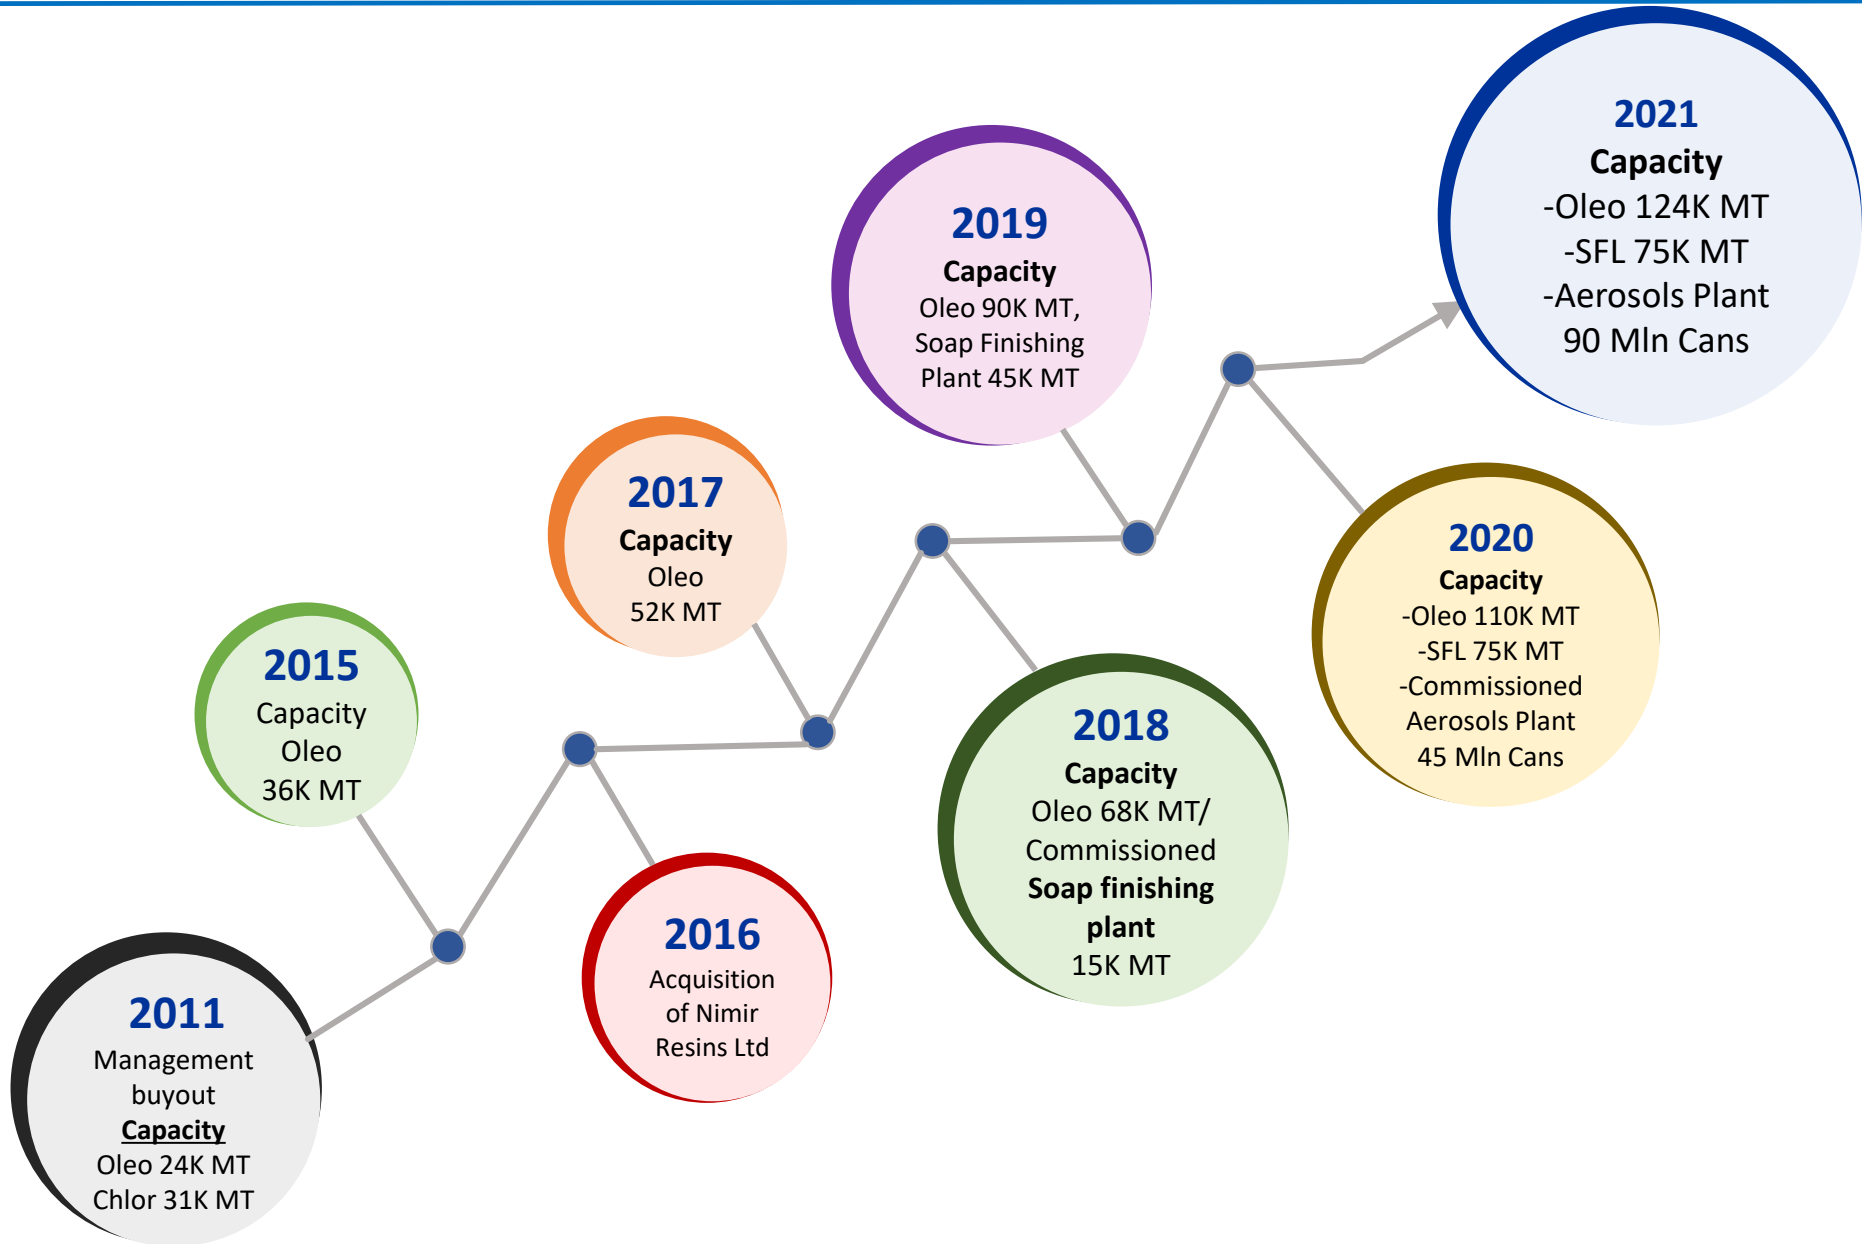 2011
Management
buyout
Capacity
Oleo 24K MT
Chlor 31K MT
2015
Capacity
Oleo
36K MT
2016
Acquisition
of Nimir
Resins Ltd
2017
Capacity
Oleo
52K MT
2018
Capacity
Oleo 68K MT/
Commissioned
Soap finishing
plant
15K MT
2019
Capacity
Oleo 90K MT,
Soap Finishing
Plant 45K MT
2020
Capacity
-Oleo 110K MT
-SFL 75K MT
-Commissioned
Aerosols Plant
45 Mln Cans
2021
Capacity
-Oleo 124K MT
-SFL 75K MT
-Aerosols Plant
90 Mln Cans